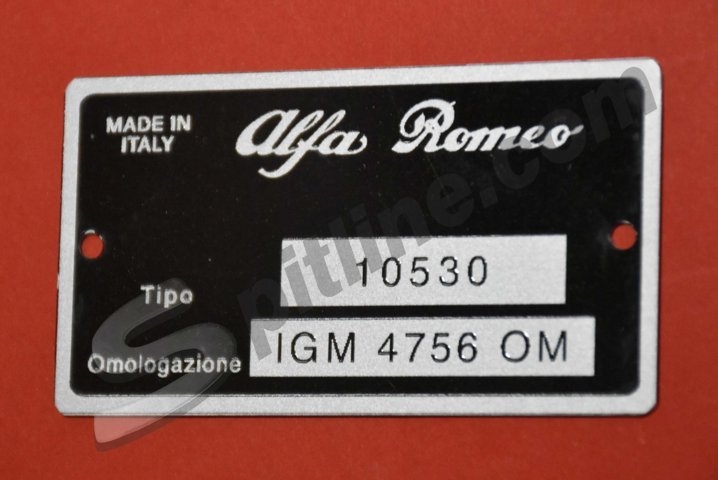 MADE IN
ITALY
Alfa Romeo
Tipo 10530
Omologazione IGM 4756 OM
Spitline.com